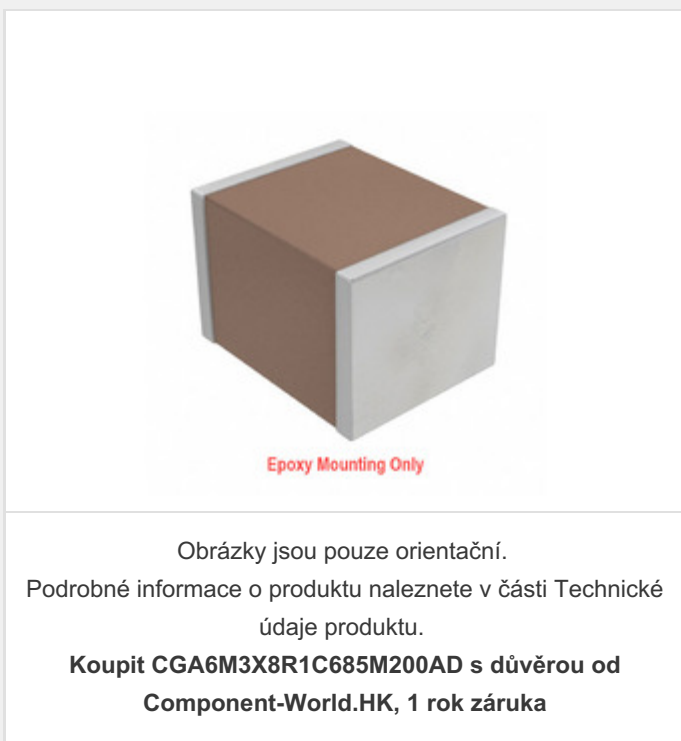 Epoxy Mounting Only
Obrázky jsou pouze orientační.
Podrobné informace o produktu naleznete v části Technické
údaje produktu.
Koupit CGA6M3X8R1C685M200AD s důvěrou od
Component-World.HK, 1 rok záruka